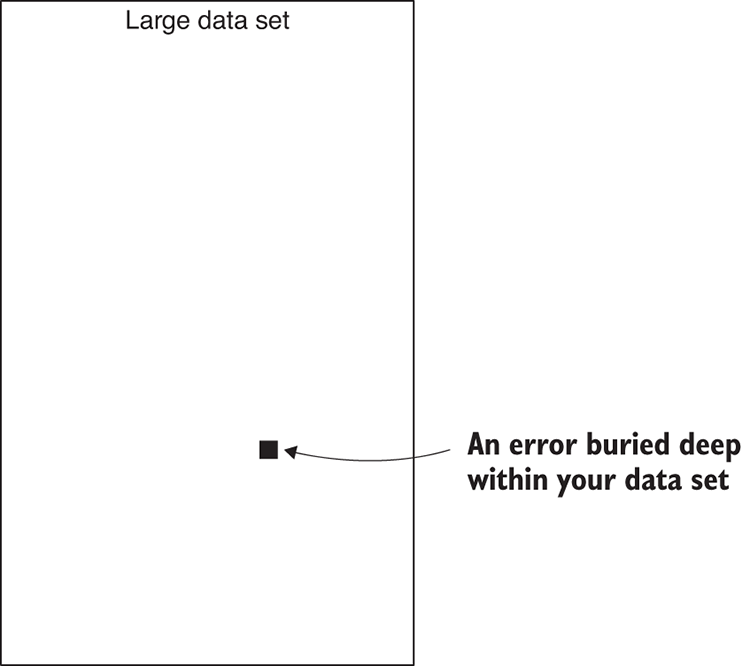 Large data set
An error buried deep
within your data set